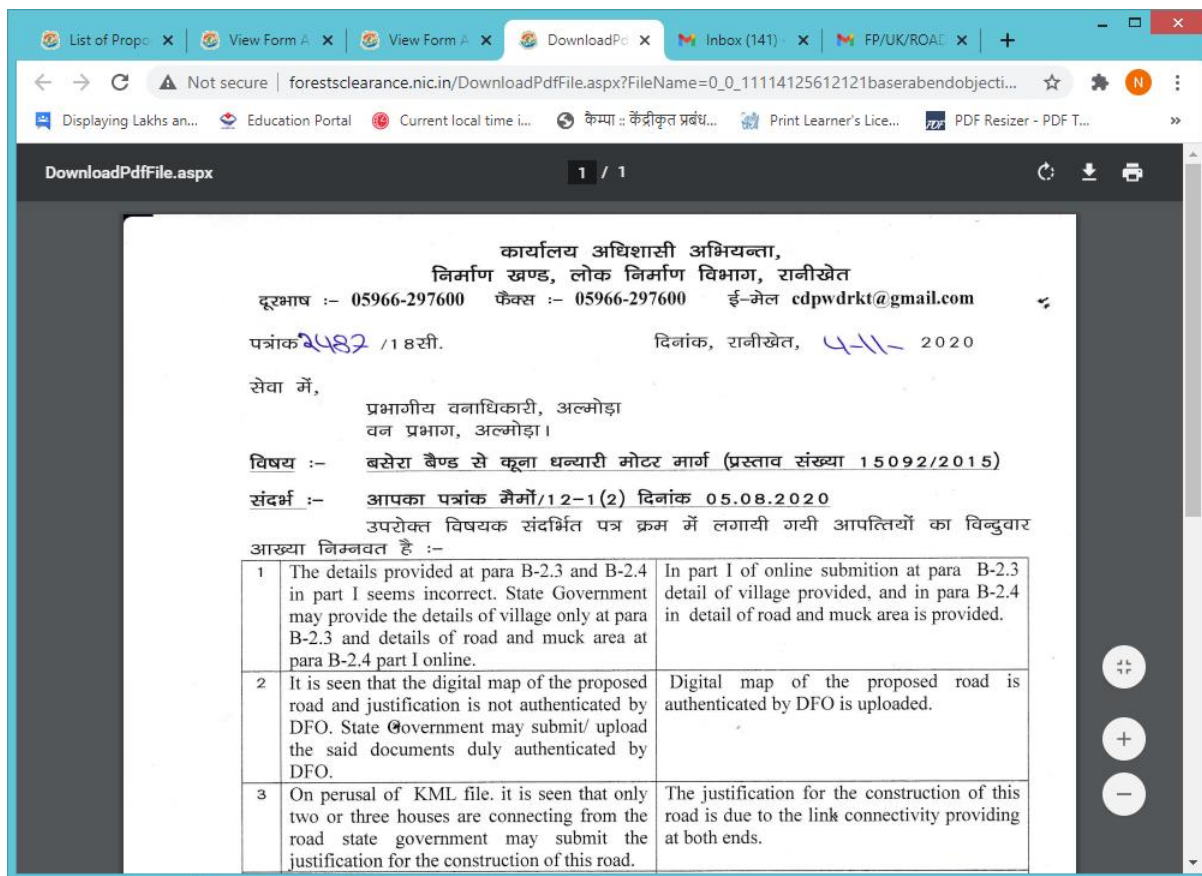 List of Propo
View Form A
View Form A
DownloadPd
Inbox (141)
FP/UK/ROAD
Not secure | forestsclearance.nic.in/DownloadPdfFile.aspx?FileName=0_0_11114125612121baserabendobjecti...
N
Displaying Lakhs an...
Education Portal
Current local time i...
कैम्पा :: केंद्रीकृत प्रबंध...
Print Learner's Lice...
PDF Resizer - PDF T...
DownloadPdfFile.aspx
1 / 1
कार्यालय अधिशासी अभियन्ता,
निर्माण खण्ड, लोक निर्माण विभाग, रानीखेत
दूरभाष :– 05966-297600 फैक्स :– 05966-297600 ई–मेल cdpwdrkt@gmail.com
पत्रांक 2487 /18सी. दिनांक, रानीखेत, 4-11- 2020
सेवा में,
प्रभागीय वनाधिकारी, अल्मोड़ा
वन प्रभाग, अल्मोड़ा।
विषय :– बसेरा बैण्ड से कूना धन्यारी मोटर मार्ग (प्रस्ताव संख्या 15092/2015)
संदर्भ :– आपका पत्रांक मैमों/12–1(2) दिनांक 05.08.2020
उपरोक्त विषयक संदर्भित पत्र क्रम में लगायी गयी आपत्तियों का विन्दुवार
आख्या निम्नवत है :–
1
The details provided at para B-2.3 and B-2.4
in part I seems incorrect. State Government
may provide the details of village only at para
B-2.3 and details of road and muck area at
para B-2.4 part I online.
In part I of online submition at para B-2.3
detail of village provided, and in para B-2.4
in detail of road and muck area is provided.
2
It is seen that the digital map of the proposed
road and justification is not authenticated by
DFO. State Government may submit/ upload
the said documents duly authenticated by
DFO.
Digital map of the proposed road is
authenticated by DFO is uploaded.
3
On perusal of KML file. it is seen that only
two or three houses are connecting from the
road state government may submit the
justification for the construction of this road.
The justification for the construction of this
road is due to the link connectivity providing
at both ends.